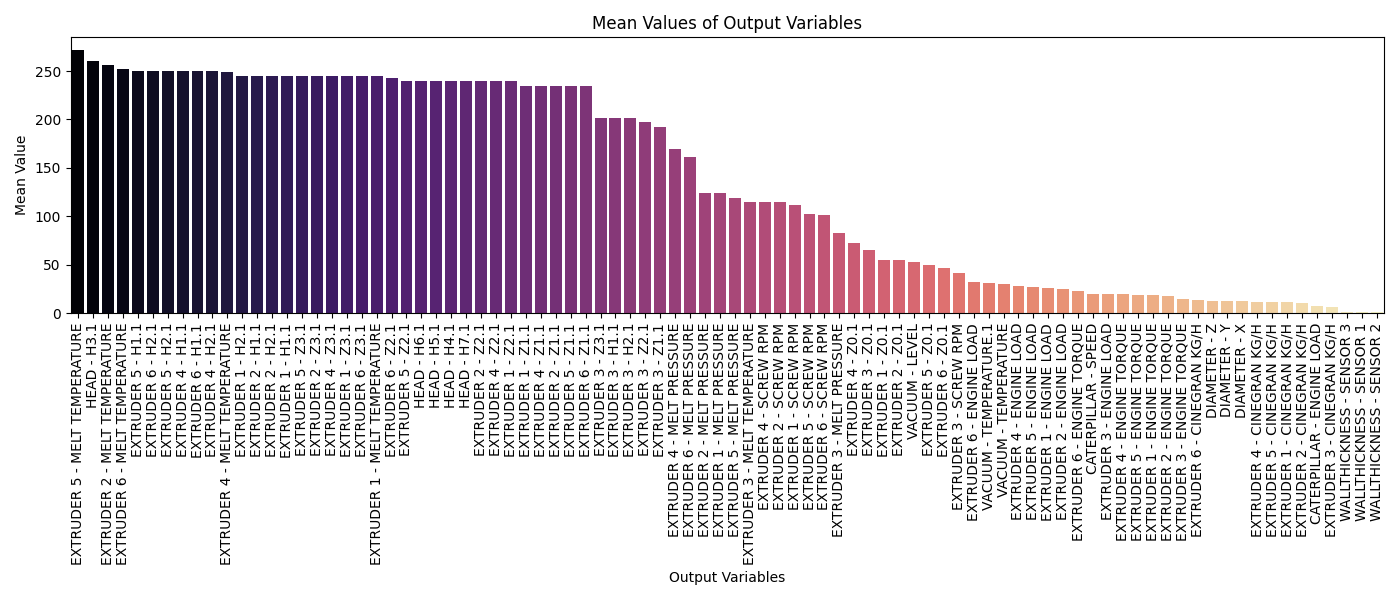 Mean Values of Output Variables
Mean Value
250
200
150
100
50
0
EXTRUDER 5 - MELT TEMPERATURE
HEAD - H3.1
EXTRUDER 2 - MELT TEMPERATURE
EXTRUDER 6 - MELT TEMPERATURE
EXTRUDER 5 - H1.1
EXTRUDER 6 - H2.1
EXTRUDER 5 - H2.1
EXTRUDER 4 - H1.1
EXTRUDER 6 - H1.1
EXTRUDER 4 - H2.1
EXTRUDER 4 - MELT TEMPERATURE
EXTRUDER 1 - H2.1
EXTRUDER 2 - H1.1
EXTRUDER 2 - H2.1
EXTRUDER 1 - H1.1
EXTRUDER 5 - Z3.1
EXTRUDER 2 - Z3.1
EXTRUDER 4 - Z3.1
EXTRUDER 1 - Z3.1
EXTRUDER 6 - Z3.1
EXTRUDER 1 - MELT TEMPERATURE
EXTRUDER 6 - Z2.1
EXTRUDER 5 - Z2.1
HEAD - H6.1
HEAD - H5.1
HEAD - H4.1
HEAD - H7.1
EXTRUDER 2 - Z2.1
EXTRUDER 4 - Z2.1
EXTRUDER 1 - Z2.1
EXTRUDER 1 - Z1.1
EXTRUDER 4 - Z1.1
EXTRUDER 2 - Z1.1
EXTRUDER 5 - Z1.1
EXTRUDER 6 - Z1.1
EXTRUDER 3 - Z3.1
EXTRUDER 3 - H1.1
EXTRUDER 3 - H2.1
EXTRUDER 3 - Z2.1
EXTRUDER 3 - Z1.1
EXTRUDER 4 - MELT PRESSURE
EXTRUDER 6 - MELT PRESSURE
EXTRUDER 2 - MELT PRESSURE
EXTRUDER 1 - MELT PRESSURE
EXTRUDER 5 - MELT PRESSURE
EXTRUDER 3 - MELT TEMPERATURE
EXTRUDER 4 - SCREW RPM
EXTRUDER 2 - SCREW RPM
EXTRUDER 1 - SCREW RPM
EXTRUDER 5 - SCREW RPM
EXTRUDER 6 - SCREW RPM
EXTRUDER 3 - MELT PRESSURE
EXTRUDER 4 - Z0.1
EXTRUDER 3 - Z0.1
EXTRUDER 1 - Z0.1
EXTRUDER 2 - Z0.1
VACUUM - LEVEL
EXTRUDER 5 - Z0.1
EXTRUDER 6 - Z0.1
EXTRUDER 3 - SCREW RPM
EXTRUDER 6 - ENGINE LOAD
VACUUM - TEMPERATURE.1
VACUUM - TEMPERATURE
EXTRUDER 4 - ENGINE LOAD
EXTRUDER 5 - ENGINE LOAD
EXTRUDER 1 - ENGINE LOAD
EXTRUDER 2 - ENGINE LOAD
EXTRUDER 6 - ENGINE TORQUE
CATERPILLAR - SPEED
EXTRUDER 3 - ENGINE LOAD
EXTRUDER 4 - ENGINE TORQUE
EXTRUDER 5 - ENGINE TORQUE
EXTRUDER 1 - ENGINE TORQUE
EXTRUDER 2 - ENGINE TORQUE
EXTRUDER 3 - ENGINE TORQUE
EXTRUDER 6 - CINEGRAN KG/H
DIAMETER - Z
DIAMETER - Y
DIAMETER - X
EXTRUDER 4 - CINEGRAN KG/H
EXTRUDER 5 - CINEGRAN KG/H
EXTRUDER 1 - CINEGRAN KG/H
EXTRUDER 2 - CINEGRAN KG/H
CATERPILLAR - ENGINE LOAD
EXTRUDER 3 - CINEGRAN KG/H
WALLTHICKNESS - SENSOR 3
WALLTHICKNESS - SENSOR 1
WALLTHICKNESS - SENSOR 2
Output Variables